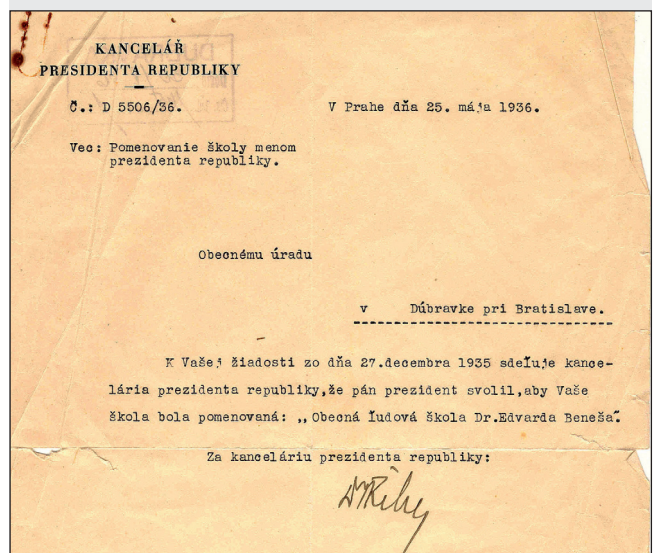 KANCELÁŘ
PRESIDENTA REPUBLIKY
Č.: D 5506/36.
V Prahe dňa 25. mája 1936.
Vec: Pomenovanie školy menom
prezidenta republiky.
Obecnému úradu
v Dúbravke pri Bratislave.
K Vašej žiadosti zo dňa 27.decembra 1935 sdeľuje kance-
lária prezidenta republiky,že pán prezident svolil,aby Vaše
škola bola pomenovaná: ,,Obecná ľudová škola Dr.Edvarda Beneša".
Za kanceláriu prezidenta republiky: